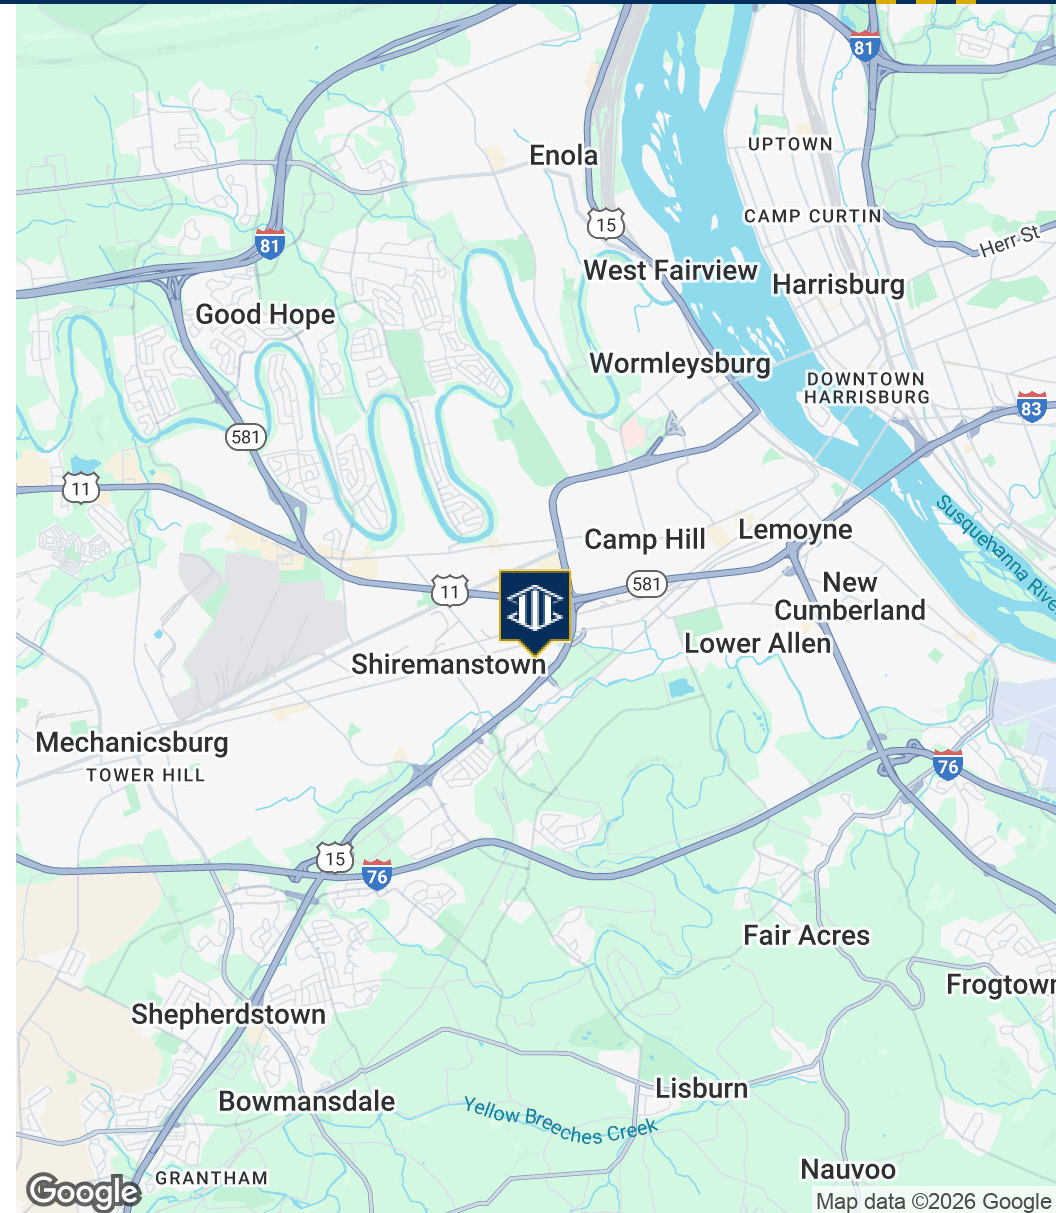 81
UPTOWN
Enola
CAMP CURTIN
15
Herr St
81
West Fairview
Harrisburg
Good Hope
Wormleysburg
DOWNTOWN
HARRISBURG
83
581
11
Susquehanna River
Camp Hill
Lemoyne
11
581
New
Cumberland
Lower Allen
Shiremanstown
Mechanicsburg
TOWER HILL
76
15
76
Fair Acres
Frogtown
Shepherdstown
Lisburn
Bowmansdale
Yellow Breeches Creek
Nauvoo
GRANTHAM
Google
Map data ©2026 Google